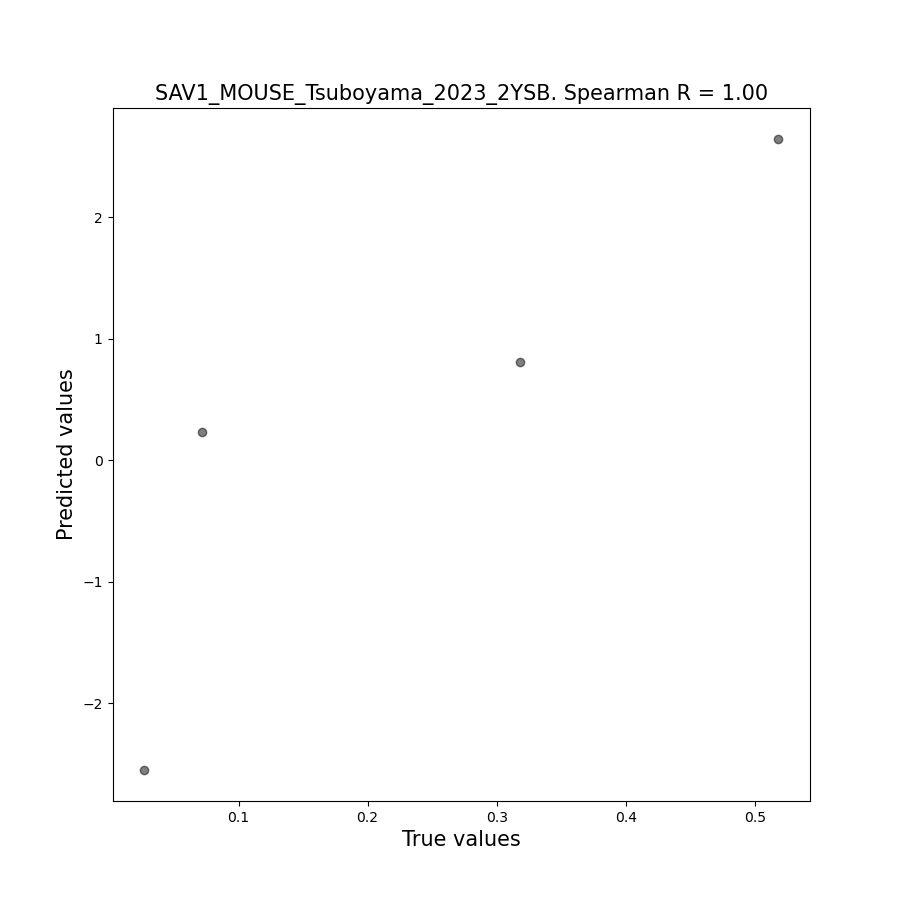 SAV1_MOUSE_Tsuboyama_2023_2YSB. Spearman R = 1.00
2
1
0
−1
−2
Predicted values
0.1 0.2 0.3 0.4 0.5
True values